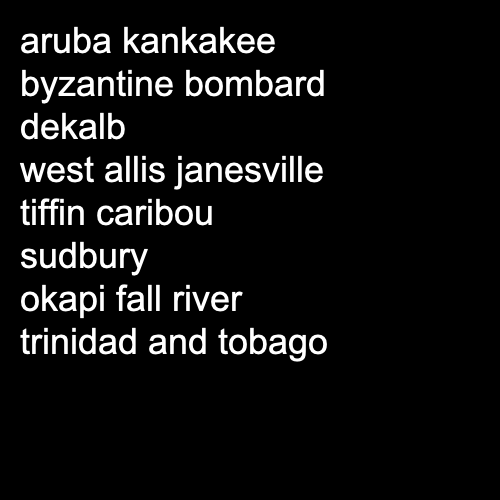 aruba kankakee
byzantine bombard
dekalb
west allis janesville
tiffin caribou
sudbury
okapi fall river
trinidad and tobago